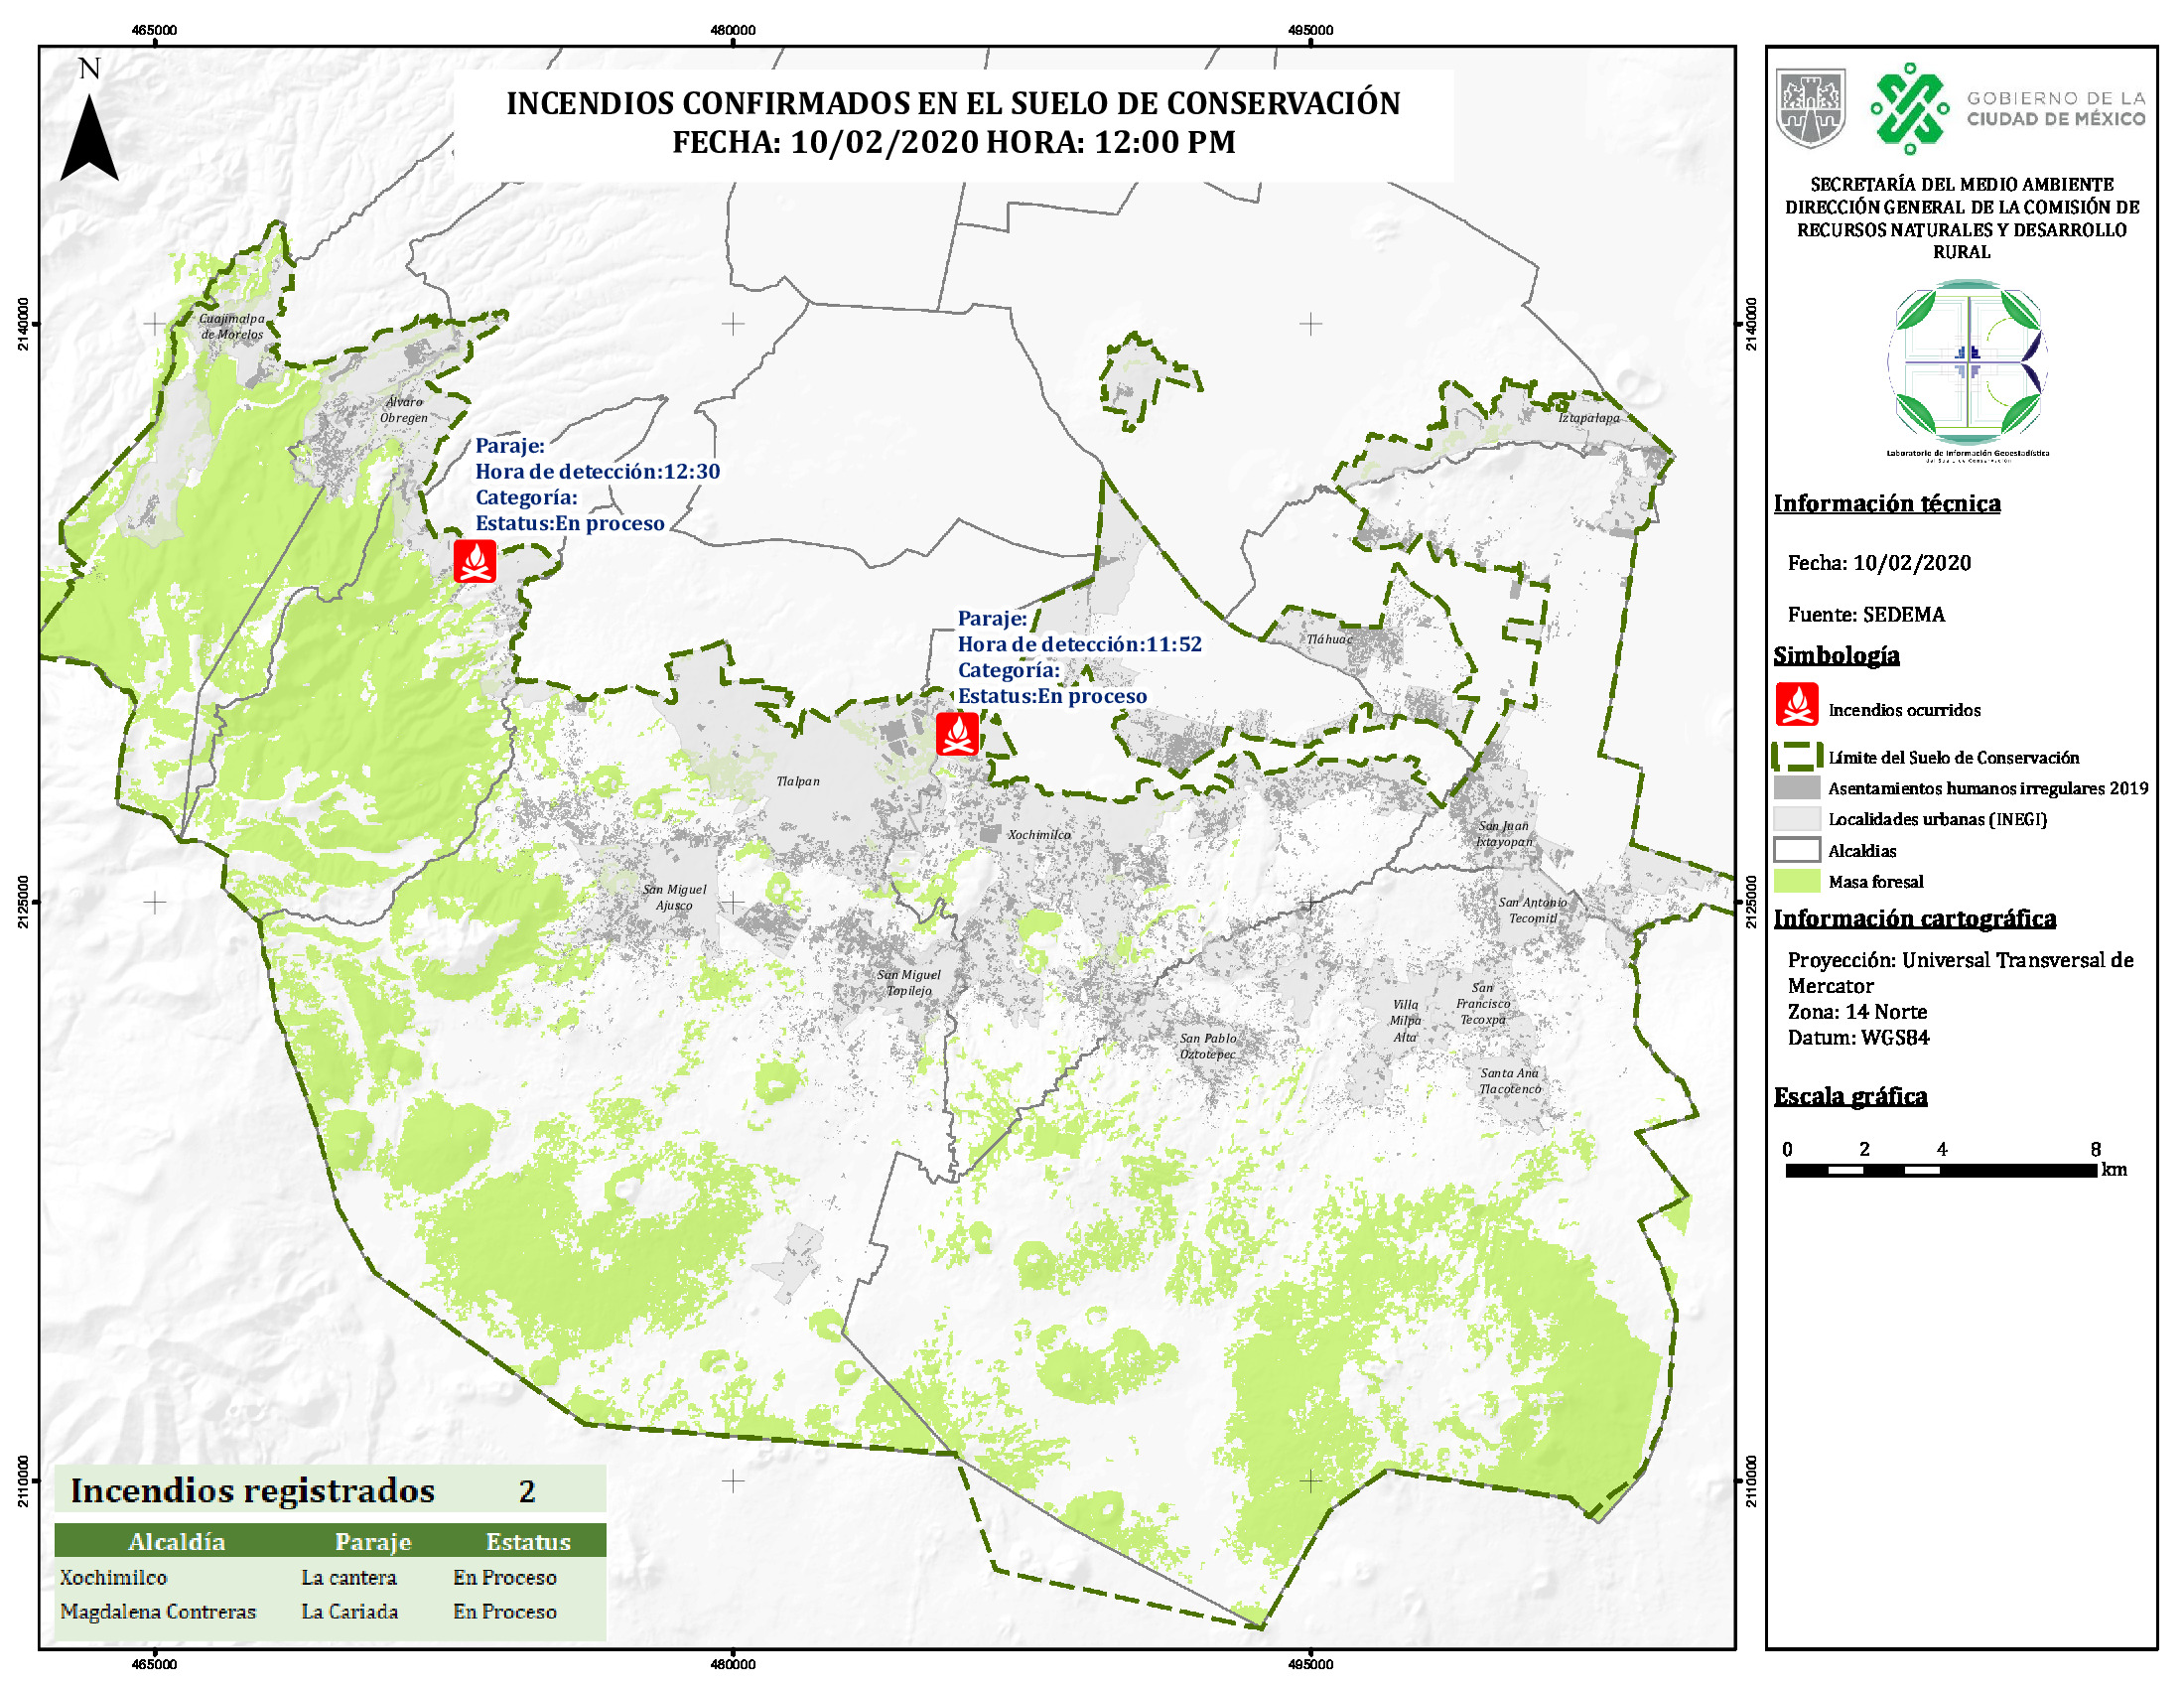 465000
480000
495000
N
INCENDIOS CONFIRMADOS EN EL SUELO DE CONSERVACIÓN
FECHA: 10/02/2020 HORA: 12:00 PM
2140000
2140000
Cuajimalpa
de Morelos
Álvaro
Obregen
Iztapalapa
Paraje:
Hora de detección:12:30
Categoría:
Estatus:En proceso
Paraje:
Hora de detección:11:52
Categoría:
Estatus:En proceso
Tláhuac
Tlalpan
Xochimilco
San Juan
Ixtayopan
2125000
2125000
San Miguel
Ajusco
San Antonio
Tecomitl
San Miguel
Topilejo
Villa
Milpa
Alta
San
Francisco
Tecoxpa
San Pablo
Oztotepec
Santa Ana
Tlacotenco
2110000
2110000
Incendios registrados 2
Alcaldía Paraje Estatus
Xochimilco La cantera En Proceso
Magdalena Contreras La Cariada En Proceso
465000
480000
495000
GOBIERNO DE LA
CIUDAD DE MÉXICO
SECRETARÍA DEL MEDIO AMBIENTE
DIRECCIÓN GENERAL DE LA COMISIÓN DE
RECURSOS NATURALES Y DESARROLLO
RURAL
Laboratorio de Información Geoestadística
del Suelo de Conservación
Información técnica
Fecha: 10/02/2020
Fuente: SEDEMA
Simbología
Incendios ocurridos
Límite del Suelo de Conservación
Asentamientos humanos irregulares 2019
Localidades urbanas (INEGI)
Alcaldias
Masa foresal
Información cartográfica
Proyección: Universal Transversal de
Mercator
Zona: 14 Norte
Datum: WGS84
Escala gráfica
0 2 4 8
km